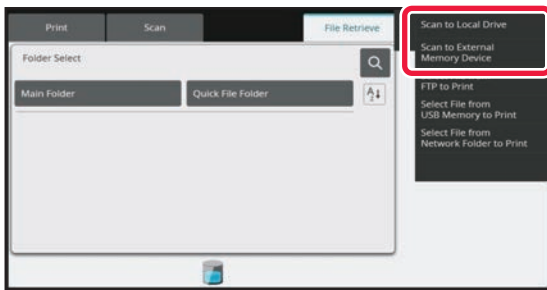 Print
Scan
File Retrieve
Folder Select
Main Folder
Quick File Folder
Scan to Local Drive
Scan to External
Memory Device
FTP to Print
Select File from
USB Memory to Print
Select File from
Network Folder to Print